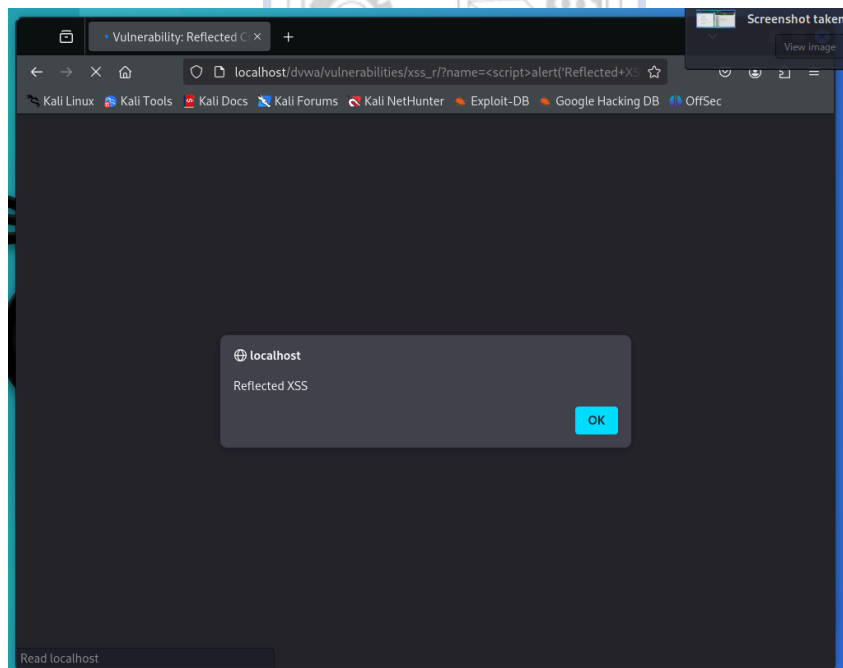 Screenshot taken
View image
Vulnerability: Reflected C
localhost/dvwa/vulnerabilities/xss_r/?name=<script>alert('Reflected+XS
Kali Linux Kali Tools Kali Docs Kali Forums Kali NetHunter Exploit-DB Google Hacking DB OffSec
localhost
Reflected XSS
OK
Read localhost